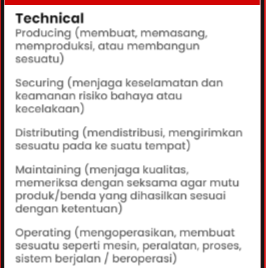 Technical
Producing (membuat, memasang,
memproduksi, atau membangun
sesuatu)
Securing (menjaga keselamatan dan
keamanan risiko bahaya atau
kecelakaan)
Distributing (mendistribusi, mengirimkan
sesuatu pada ke suatu tempat)
Maintaining (menjaga kualitas,
memeriksa dengan seksama agar mutu
produk/benda yang dihasilkan sesuai
dengan ketentuan)
Operating (mengoperasikan, membuat
sesuatu seperti mesin, peralatan, proses,
sistem berjalan / beroperasi)